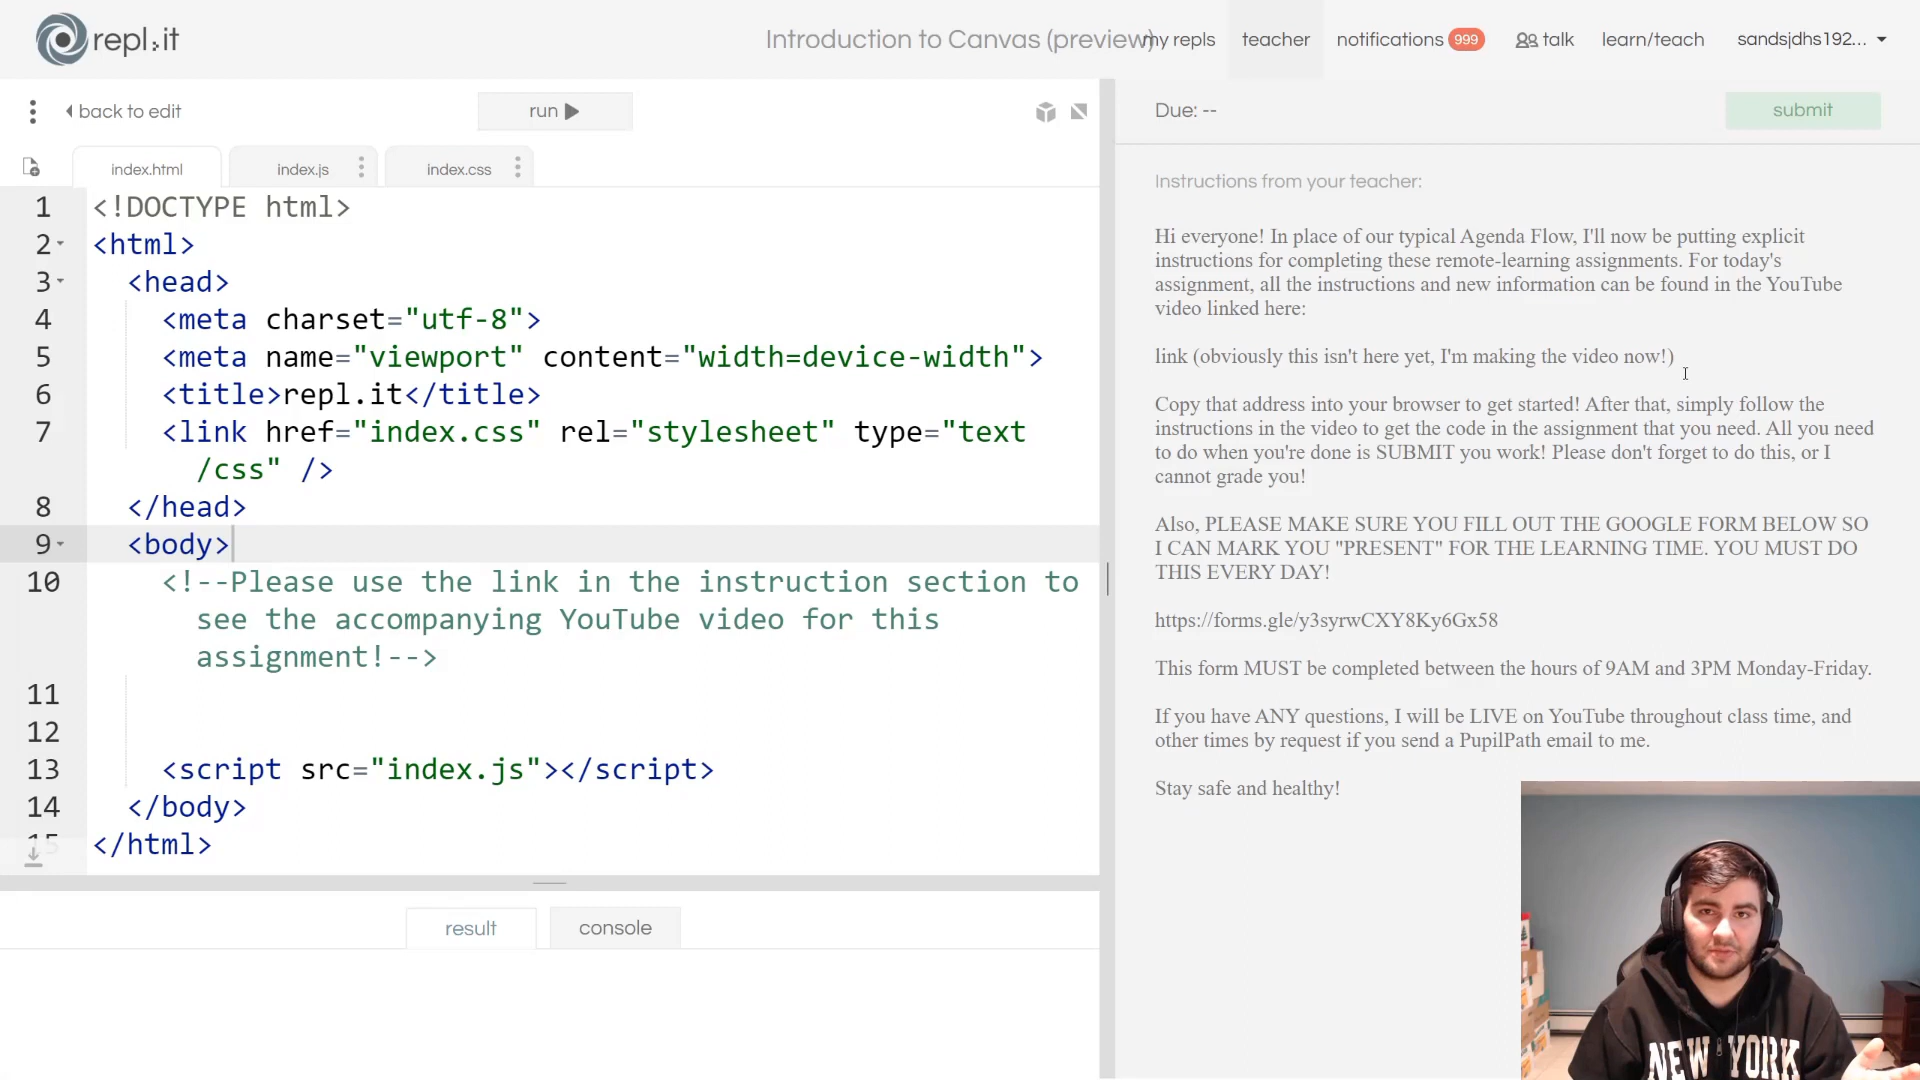 repl.it
Introduction to Canvas (preview)
my repls
teacher
notifications 999
talk
learn/teach
sandsjdhs192...
back to edit
run
Due: --
submit
index.html
index.js
index.css
1 <!DOCTYPE html>
2 <html>
3 <head>
4 <meta charset="utf-8">
5 <meta name="viewport" content="width=device-width">
6 <title>repl.it</title>
7 <link href="index.css" rel="stylesheet" type="text
/css" />
8 </head>
9 <body>
10 <!--Please use the link in the instruction section to
see the accompanying YouTube video for this
assignment!-->
11
12
13 <script src="index.js"></script>
14 </body>
15 </html>
result
console
Instructions from your teacher:
Hi everyone! In place of our typical Agenda Flow, I'll now be putting explicit
instructions for completing these remote-learning assignments. For today's
assignment, all the instructions and new information can be found in the YouTube
video linked here:
link (obviously this isn't here yet, I'm making the video now!)
Copy that address into your browser to get started! After that, simply follow the
instructions in the video to get the code in the assignment that you need. All you need
to do when you're done is SUBMIT you work! Please don't forget to do this, or I
cannot grade you!
Also, PLEASE MAKE SURE YOU FILL OUT THE GOOGLE FORM BELOW SO
I CAN MARK YOU "PRESENT" FOR THE LEARNING TIME. YOU MUST DO
THIS EVERY DAY!
https://forms.gle/y3syrwCXY8Ky6Gx58
This form MUST be completed between the hours of 9AM and 3PM Monday-Friday.
If you have ANY questions, I will be LIVE on YouTube throughout class time, and
other times by request if you send a PupilPath email to me.
Stay safe and healthy!
NEW YORK